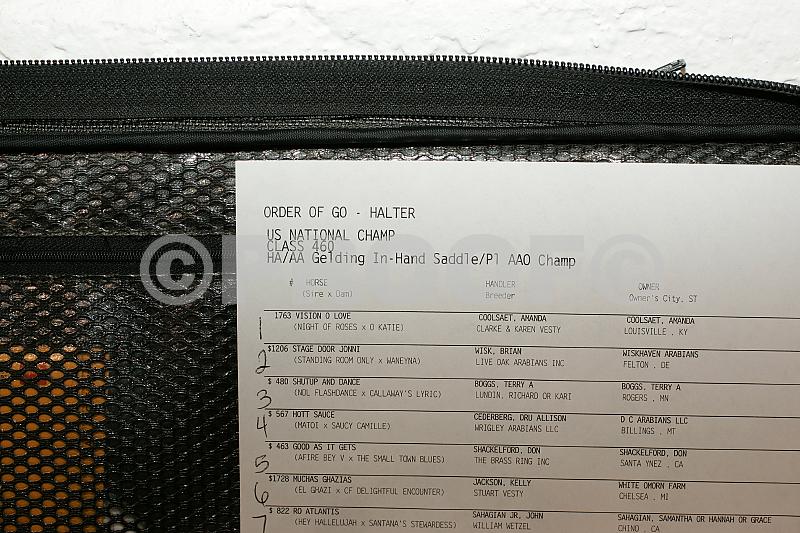 ORDER OF GO - HALTER
US NATIONAL CHAMP
CLASS 460
HA/AA Gelding In-Hand Saddle/Pl AAO Champ
# HORSE HANDLER OWNER
(Sire x Dam) Breeder Owner's City, ST
1 1763 VISION O LOVE COOLSAET, AMANDA COOLSAET, AMANDA
(NIGHT OF ROSES x O KATIE) CLARKE & KAREN VESTY LOUISVILLE , KY
2 $1206 STAGE DOOR JONNI WISK, BRIAN WISKHAVEN ARABIANS
(STANDING ROOM ONLY x WANEYNA) LIVE OAK ARABIANS INC FELTON , DE
3 $ 480 SHUTUP AND DANCE BOGGS, TERRY A BOGGS, TERRY A
(NDL FLASHDANCE x CALLAWAY'S LYRIC) LUNDIN, RICHARD OR KARI ROGERS , MN
4 $ 567 HOTT SAUCE CEDERBERG, DRU ALLISON D C ARABIANS LLC
(MATOI x SAUCY CAMILLE) WRIGLEY ARABIANS LLC BILLINGS , MT
5 $ 463 GOOD AS IT GETS SHACKELFORD, DON SHACKELFORD, DON
(AFIRE BEY V x THE SMALL TOWN BLUES) THE BRASS RING INC SANTA YNEZ , CA
6 $1728 MUCHAS GHAZIAS JACKSON, KELLY WHITE OMORN FARM
(EL GHAZI x CF DELIGHTFUL ENCOUNTER) STUART VESTY CHELSEA , MI
7 $ 822 RD ATLANTIS SAHAGIAN JR, JOHN SAHAGIAN, SAMANTHA OR HANNAH OR GRACE
(HEY HALLELUJAH x SANTANA'S STEWARDESS) WILLIAM WETZEL CHINO , CA